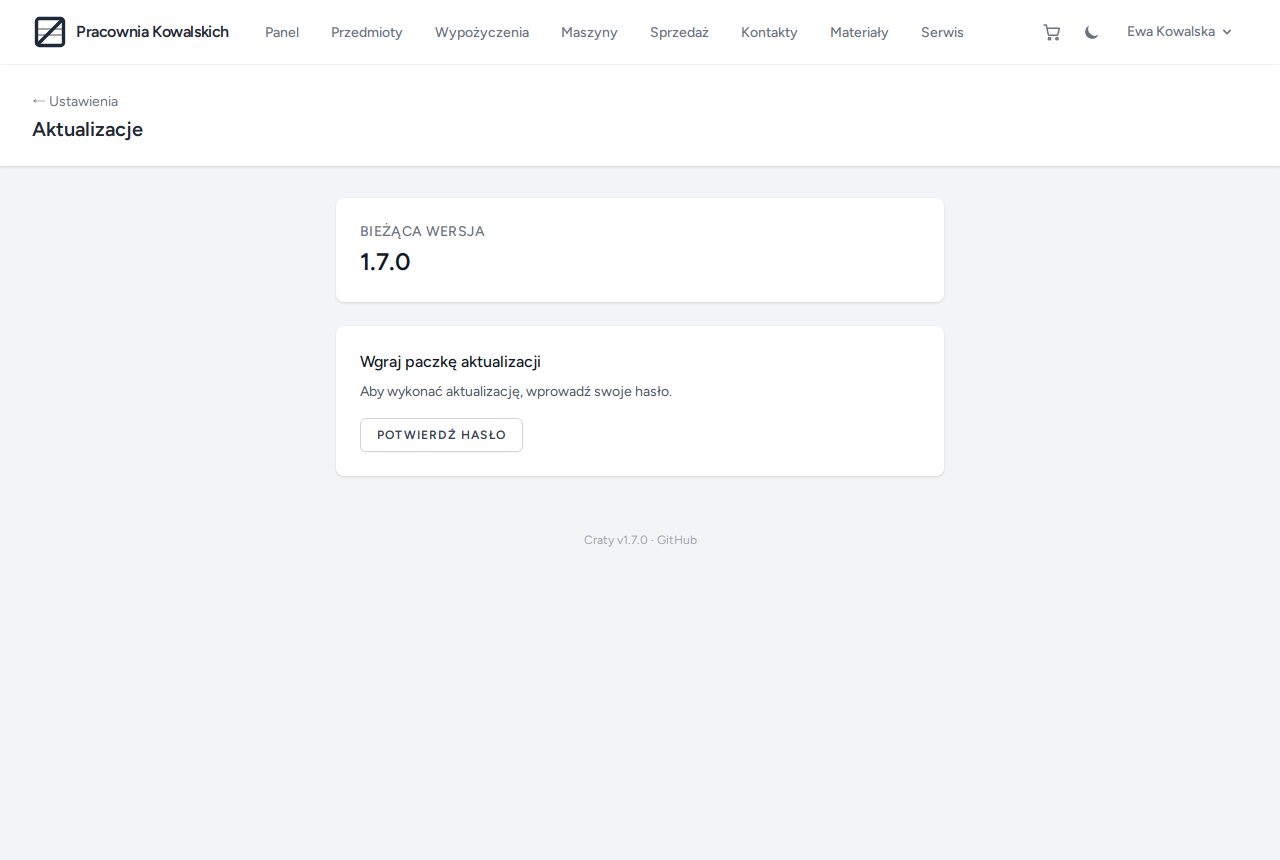 Pracownia Kowalskich Panel Przedmioty Wypożyczenia Maszyny Sprzedaż Kontakty Materiały Serwis Ewa Kowalska
← Ustawienia
Aktualizacje
BIEŻĄCA WERSJA
1.7.0
Wgraj paczkę aktualizacji
Aby wykonać aktualizację, wprowadź swoje hasło.
POTWIERDŹ HASŁO
Craty v1.7.0 · GitHub